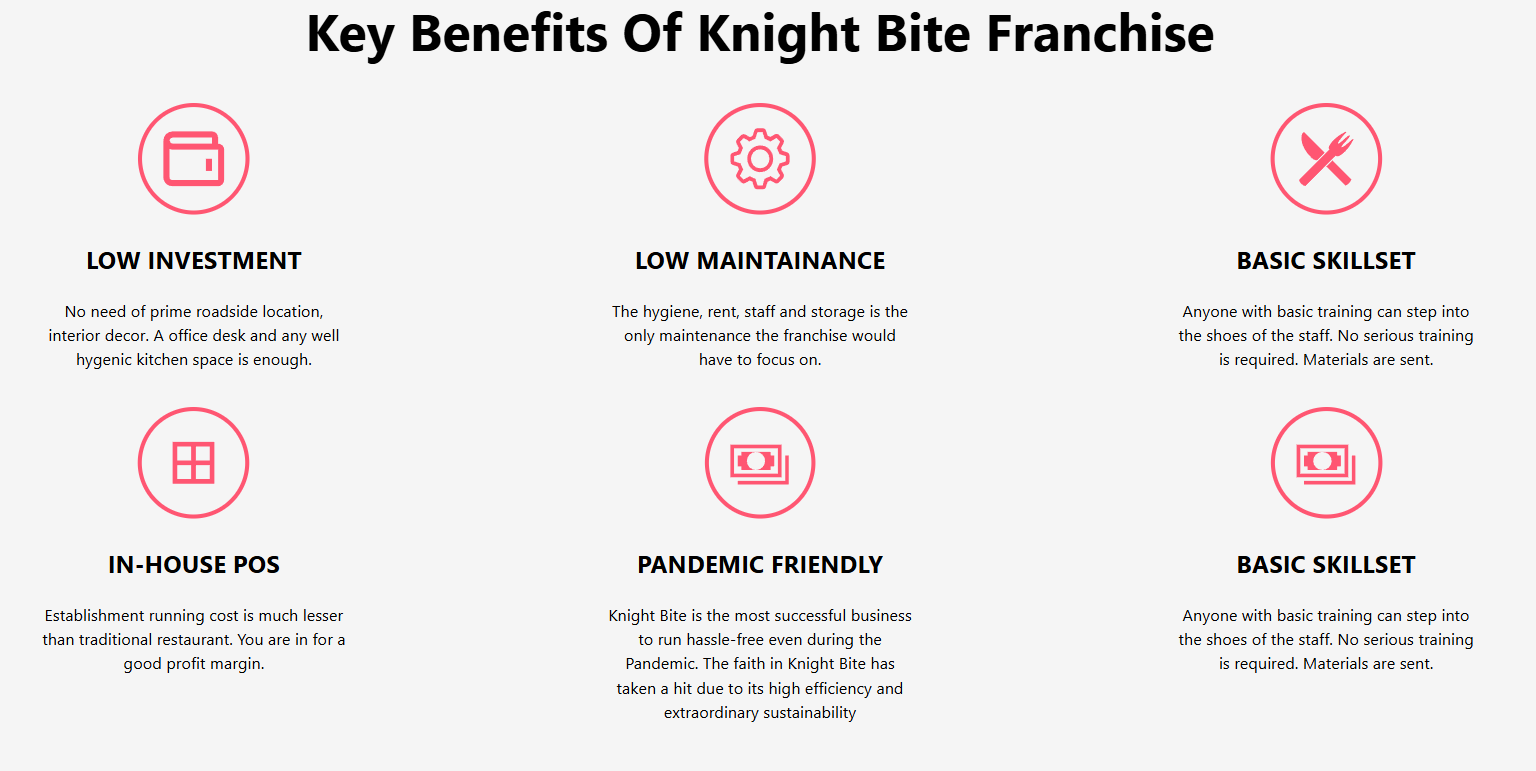 Key Benefits Of Knight Bite Franchise
LOW INVESTMENT
No need of prime roadside location,
interior decor. A office desk and any well
hygenic kitchen space is enough.
LOW MAINTAINANCE
The hygiene, rent, staff and storage is the
only maintenance the franchise would
have to focus on.
BASIC SKILLSET
Anyone with basic training can step into
the shoes of the staff. No serious training
is required. Materials are sent.
IN-HOUSE POS
Establishment running cost is much lesser
than traditional restaurant. You are in for a
good profit margin.
PANDEMIC FRIENDLY
Knight Bite is the most successful business
to run hassle-free even during the
Pandemic. The faith in Knight Bite has
taken a hit due to its high efficiency and
extraordinary sustainability
BASIC SKILLSET
Anyone with basic training can step into
the shoes of the staff. No serious training
is required. Materials are sent.